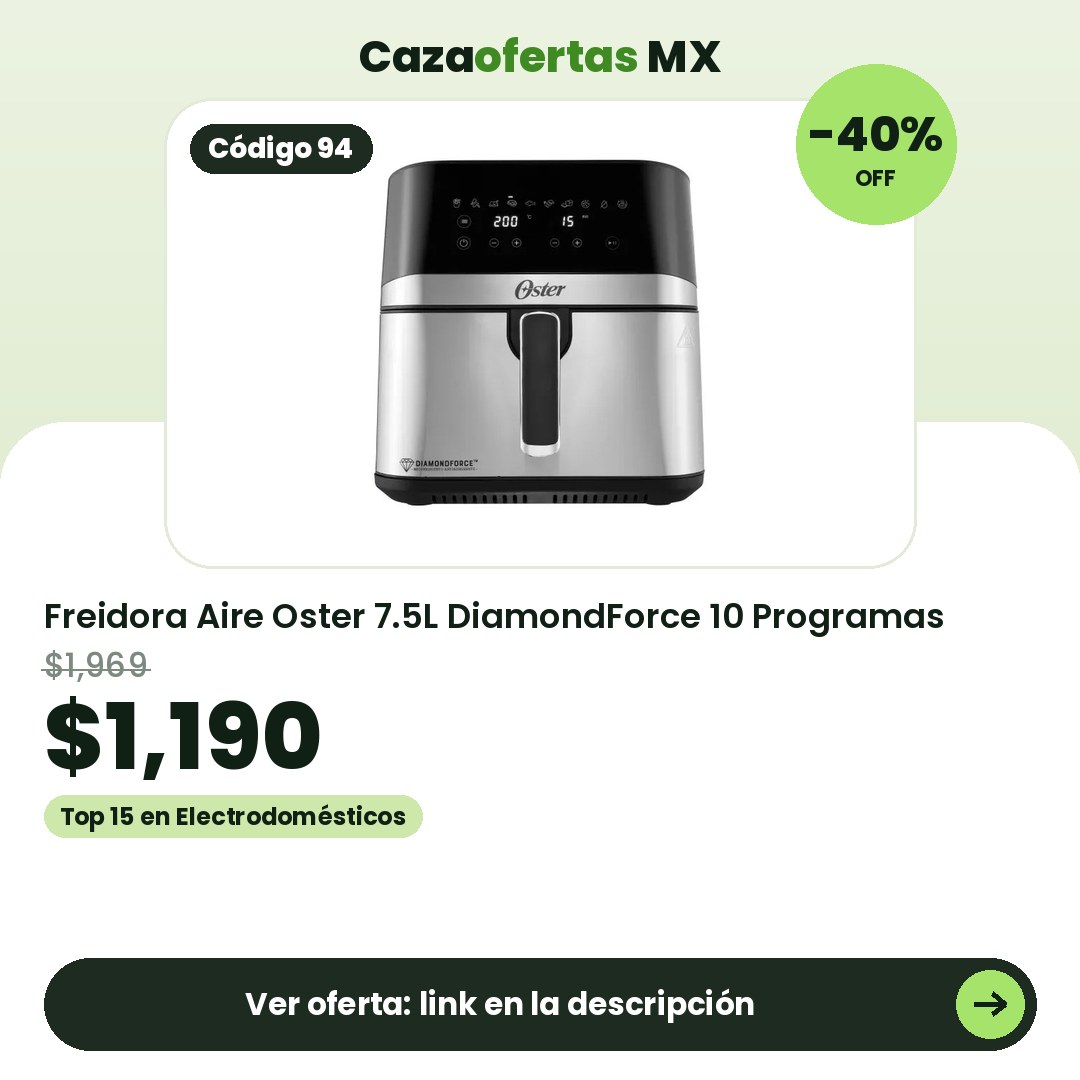 Cazaofertas MX
Código 94
-40%
OFF
200 °C 15
Oster
DIAMONDFORCE™
Freidora Aire Oster 7.5L DiamondForce 10 Programas
$1,969
$1,190
Top 15 en Electrodomésticos
Ver oferta: link en la descripción